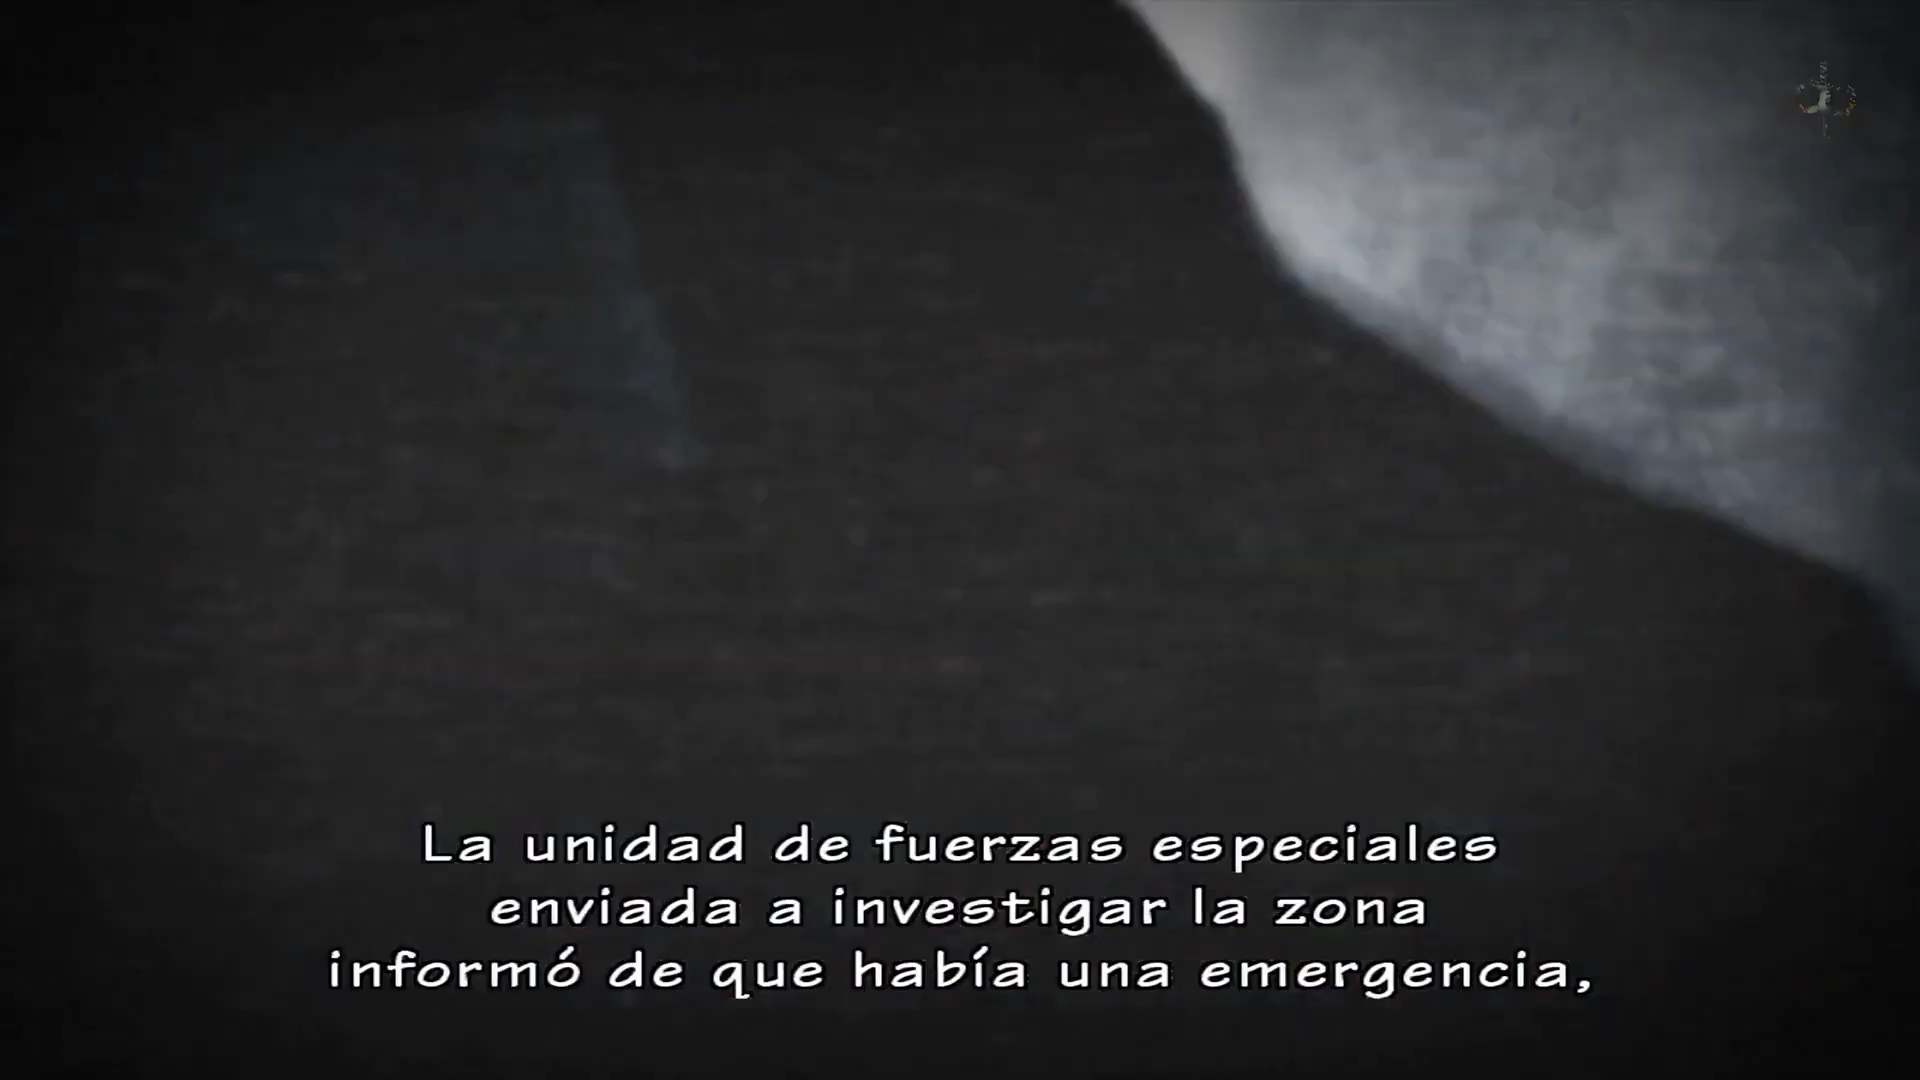 La unidad de fuerzas especiales
enviada a investigar la zona
informó de que había una emergencia,